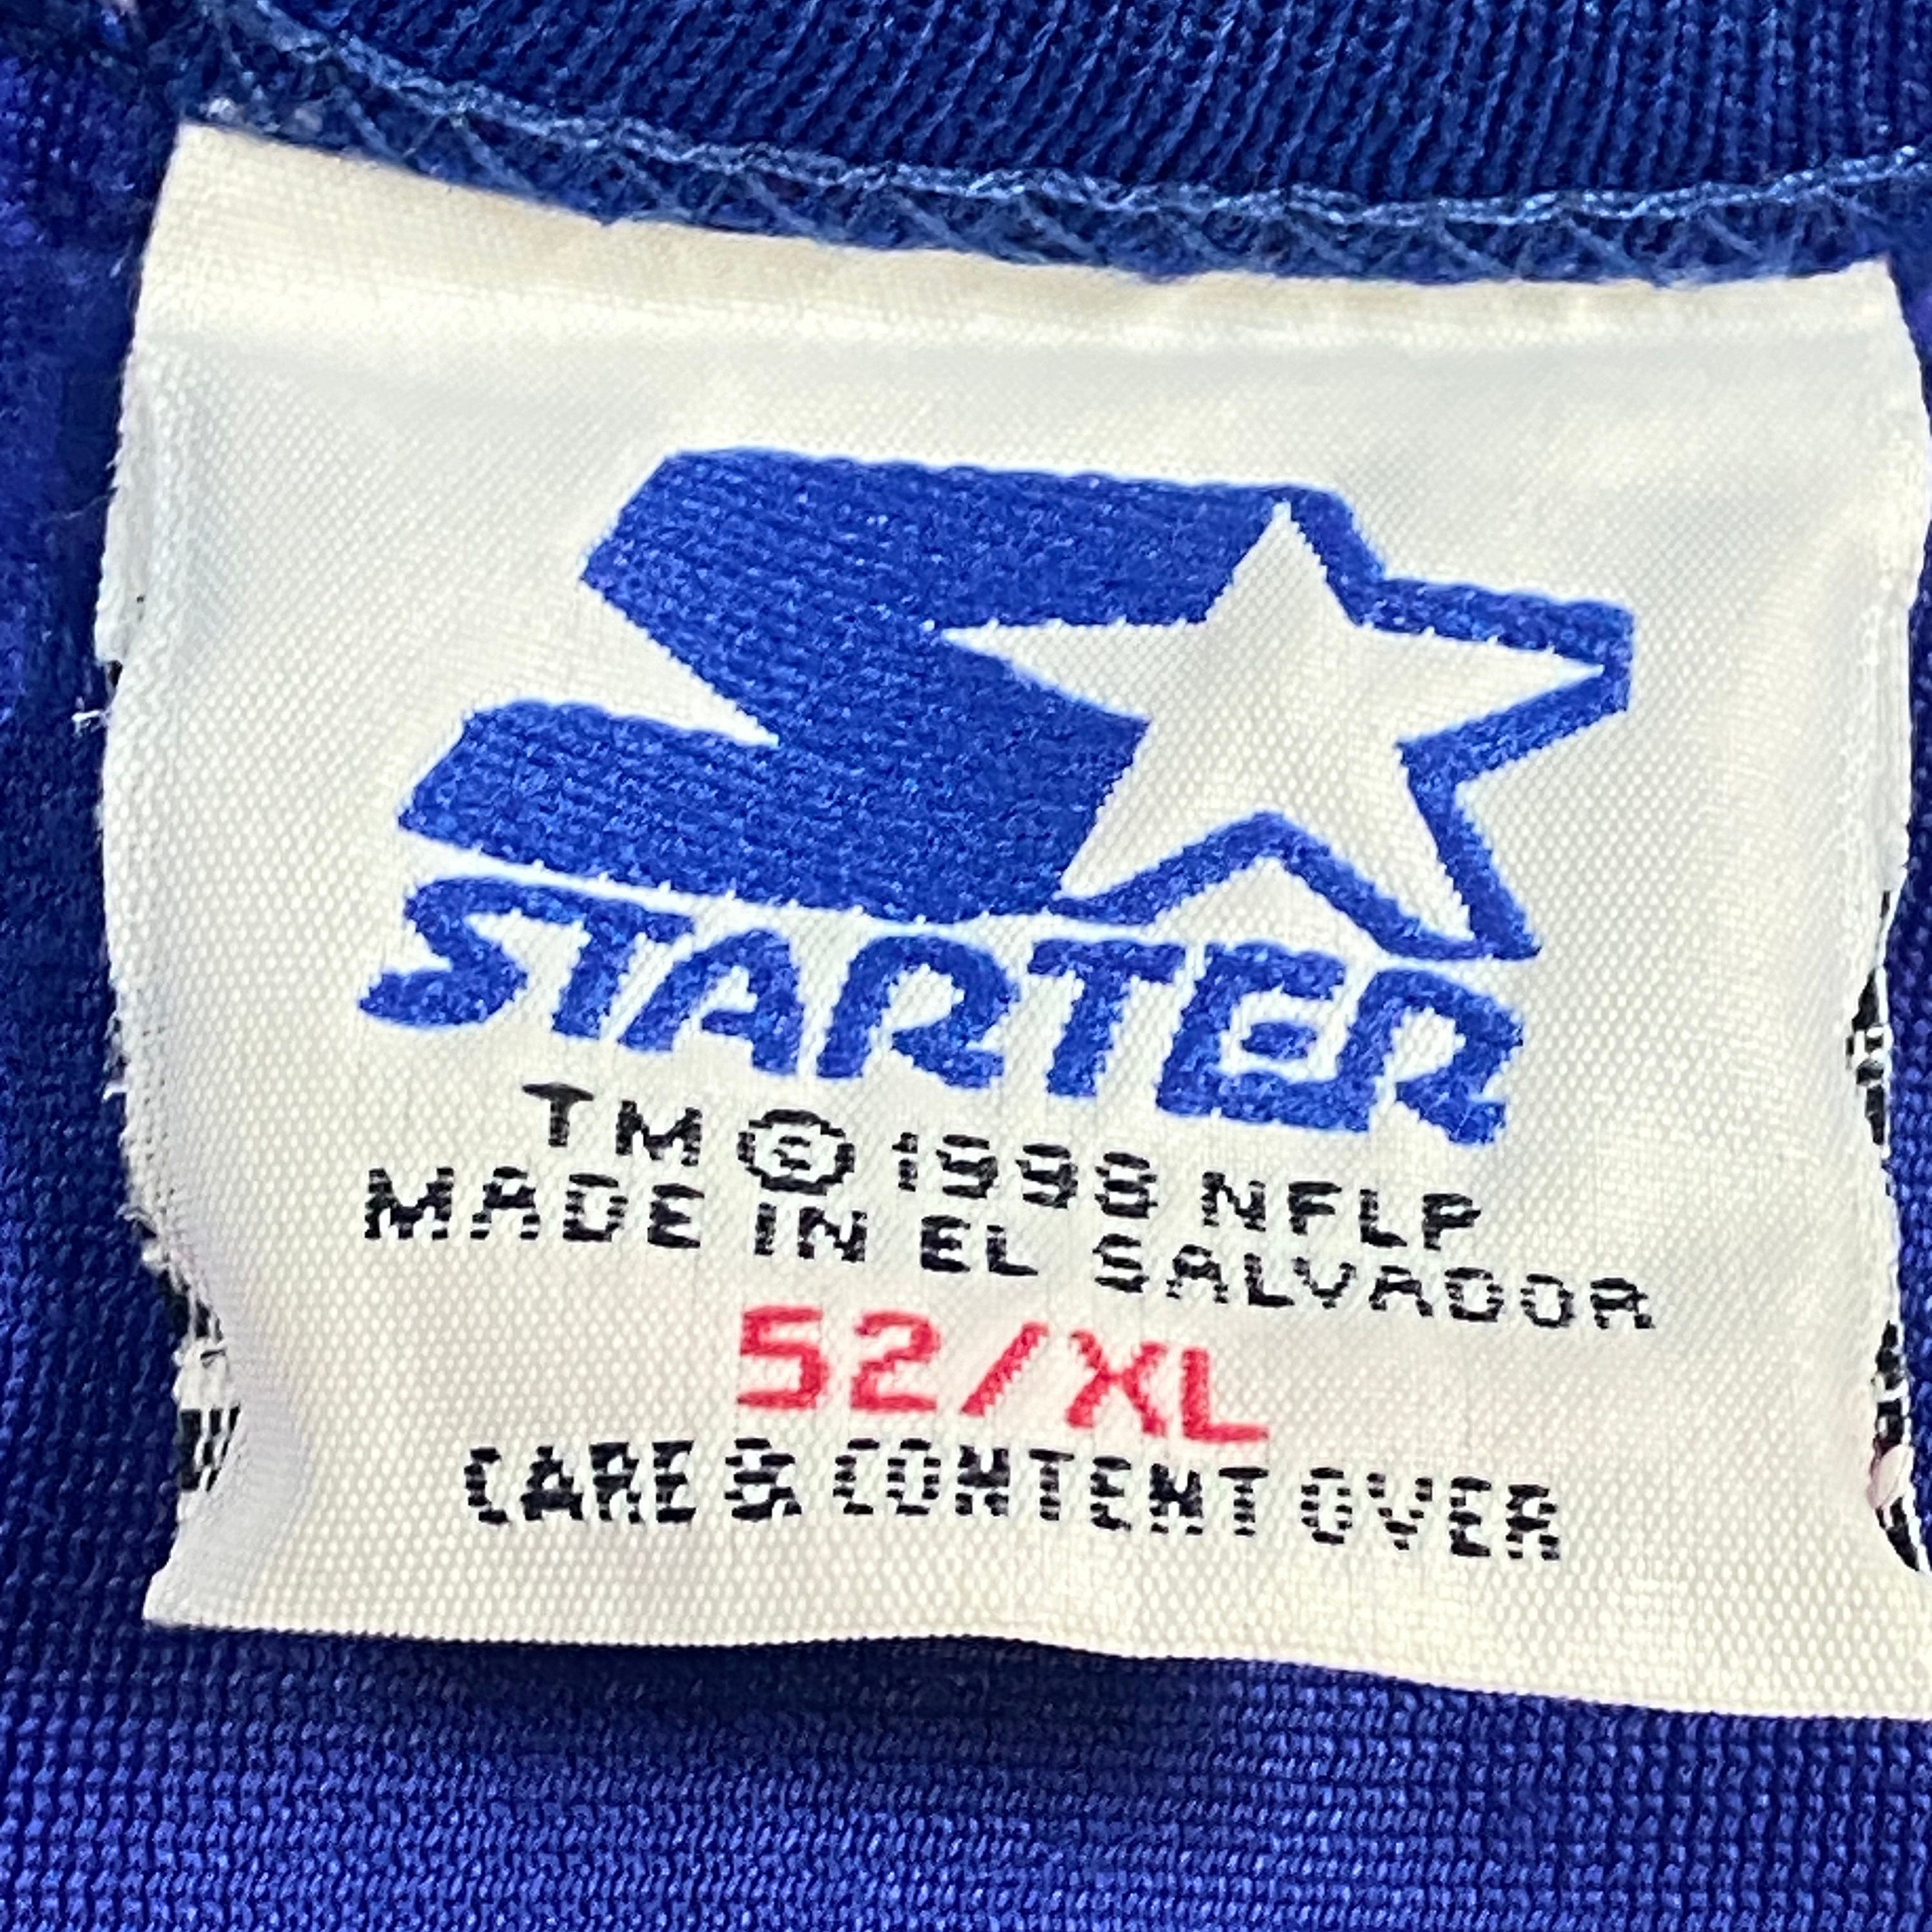 STARTER
TM © 1998 NFLP
MADE IN EL SALVADOR
52/XL
CARE & CONTENT OVER